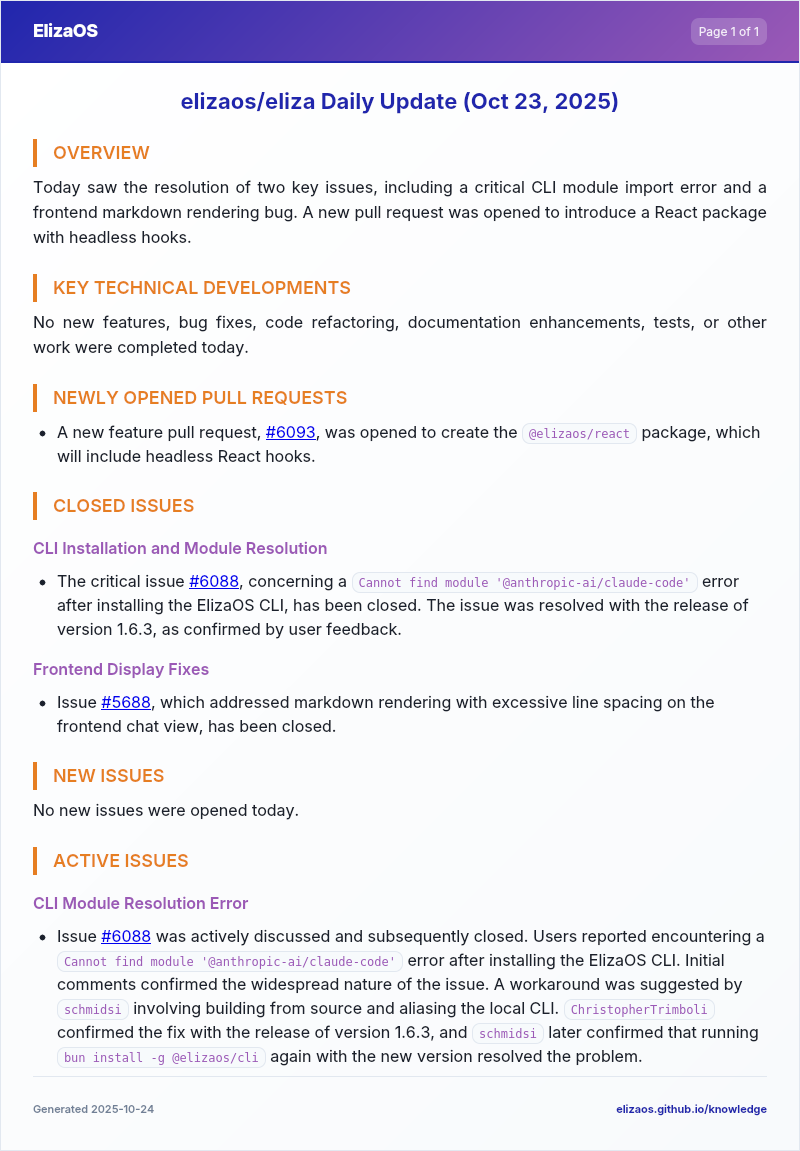 ElizaOS
Page 1 of 1
elizaos/eliza Daily Update (Oct 23, 2025)
OVERVIEW
Today saw the resolution of two key issues, including a critical CLI module import error and a
frontend markdown rendering bug. A new pull request was opened to introduce a React package
with headless hooks.
KEY TECHNICAL DEVELOPMENTS
No new features, bug fixes, code refactoring, documentation enhancements, tests, or other
work were completed today.
NEWLY OPENED PULL REQUESTS
• A new feature pull request, #6093, was opened to create the @elizaos/react package, which
will include headless React hooks.
CLOSED ISSUES
CLI Installation and Module Resolution
• The critical issue #6088, concerning a Cannot find module '@anthropic-ai/claude-code' error
after installing the ElizaOS CLI, has been closed. The issue was resolved with the release of
version 1.6.3, as confirmed by user feedback.
Frontend Display Fixes
• Issue #5688, which addressed markdown rendering with excessive line spacing on the
frontend chat view, has been closed.
NEW ISSUES
No new issues were opened today.
ACTIVE ISSUES
CLI Module Resolution Error
• Issue #6088 was actively discussed and subsequently closed. Users reported encountering a
Cannot find module '@anthropic-ai/claude-code' error after installing the ElizaOS CLI. Initial
comments confirmed the widespread nature of the issue. A workaround was suggested by
schmidsi involving building from source and aliasing the local CLI. ChristopherTrimboli
confirmed the fix with the release of version 1.6.3, and schmidsi later confirmed that running
bun install -g @elizaos/cli again with the new version resolved the problem.
Generated 2025-10-24
elizaos.github.io/knowledge